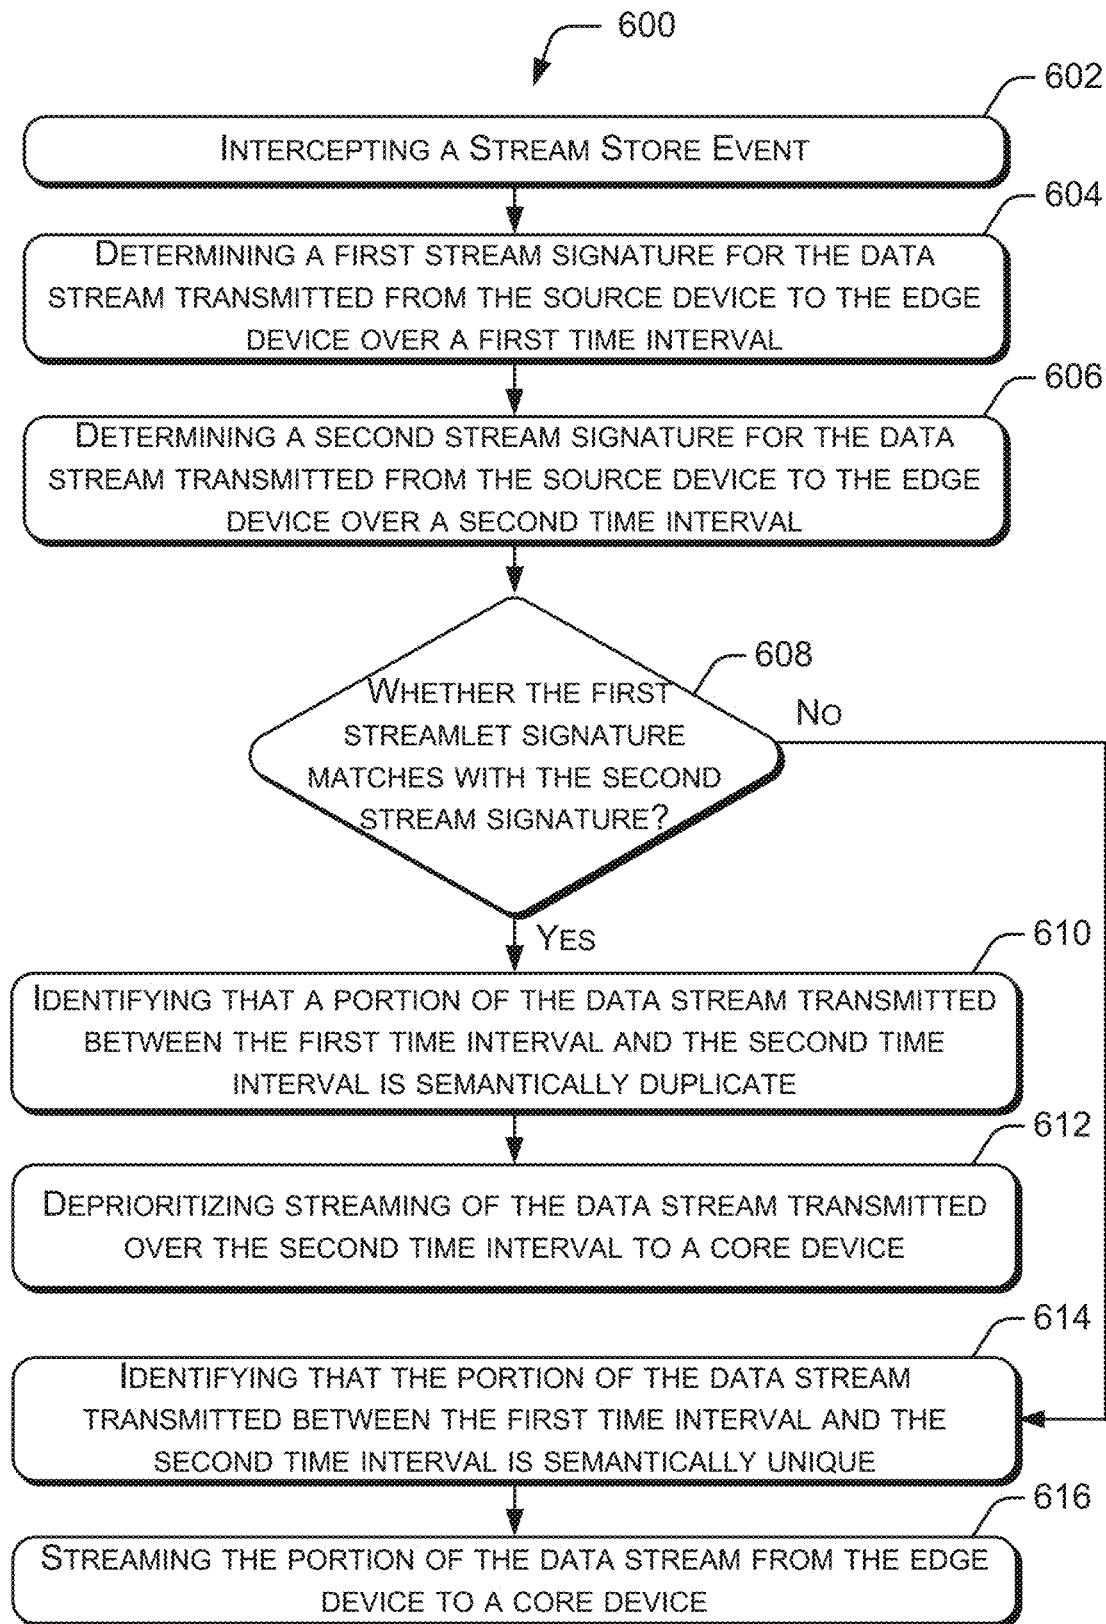 600
602
INTERCEPTING A STREAM STORE EVENT
604
DETERMINING A FIRST STREAM SIGNATURE FOR THE DATA
STREAM TRANSMITTED FROM THE SOURCE DEVICE TO THE EDGE
DEVICE OVER A FIRST TIME INTERVAL
606
DETERMINING A SECOND STREAM SIGNATURE FOR THE DATA
STREAM TRANSMITTED FROM THE SOURCE DEVICE TO THE EDGE
DEVICE OVER A SECOND TIME INTERVAL
608
WHETHER THE FIRST
STREAMLET SIGNATURE
MATCHES WITH THE SECOND
STREAM SIGNATURE?
NO
YES
610
IDENTIFYING THAT A PORTION OF THE DATA STREAM TRANSMITTED
BETWEEN THE FIRST TIME INTERVAL AND THE SECOND TIME
INTERVAL IS SEMANTICALLY DUPLICATE
612
DEPRIORITIZING STREAMING OF THE DATA STREAM TRANSMITTED
OVER THE SECOND TIME INTERVAL TO A CORE DEVICE
614
IDENTIFYING THAT THE PORTION OF THE DATA STREAM
TRANSMITTED BETWEEN THE FIRST TIME INTERVAL AND THE
SECOND TIME INTERVAL IS SEMANTICALLY UNIQUE
616
STREAMING THE PORTION OF THE DATA STREAM FROM THE EDGE
DEVICE TO A CORE DEVICE